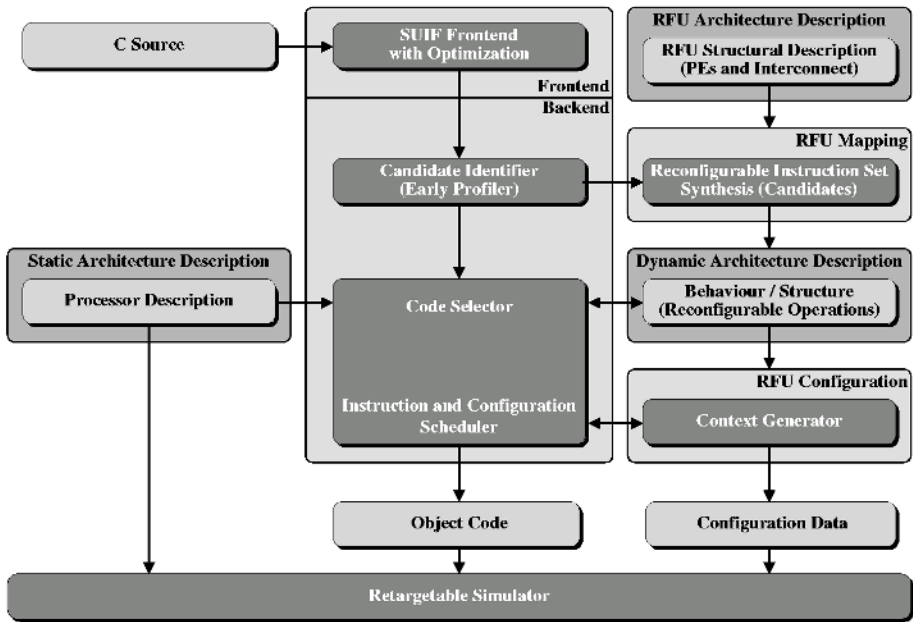 C Source
SUIF Frontend
with Optimization
Frontend
Backend
Candidate Identifier
(Early Profiler)
Code Selector
Instruction and Configuration
Scheduler
Static Architecture Description
Processor Description
RFU Architecture Description
RFU Structural Description
(PEs and Interconnect)
RFU Mapping
Reconfigurable Instruction Set
Synthesis (Candidates)
Dynamic Architecture Description
Behaviour / Structure
(Reconfigurable Operations)
RFU Configuration
Context Generator
Object Code
Configuration Data
Retargetable Simulator